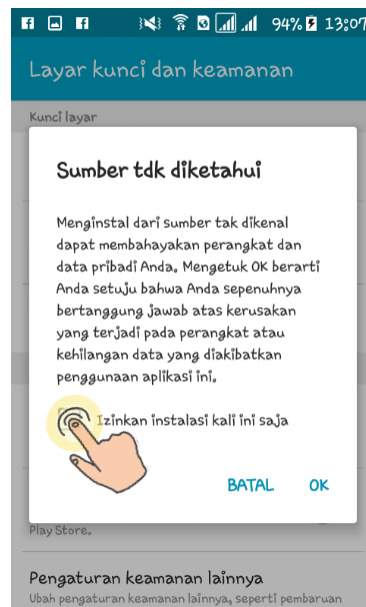 94% 13:07
Layar kunci dan keamanan
Kunci layar
Sumber tdk diketahui
Menginstal dari sumber tak dikenal
dapat membahayakan perangkat dan
data pribadi Anda. Mengetuk OK berarti
Anda setuju bahwa Anda sepenuhnya
bertanggung jawab atas kerusakan
yang terjadi pada perangkat atau
kehilangan data yang diakibatkan
penggunaan aplikasi ini.
Izinkan instalasi kali ini saja
BATAL OK
Play Store.
Pengaturan keamanan lainnya
Ubah pengaturan keamanan lainnya, seperti pembaruan